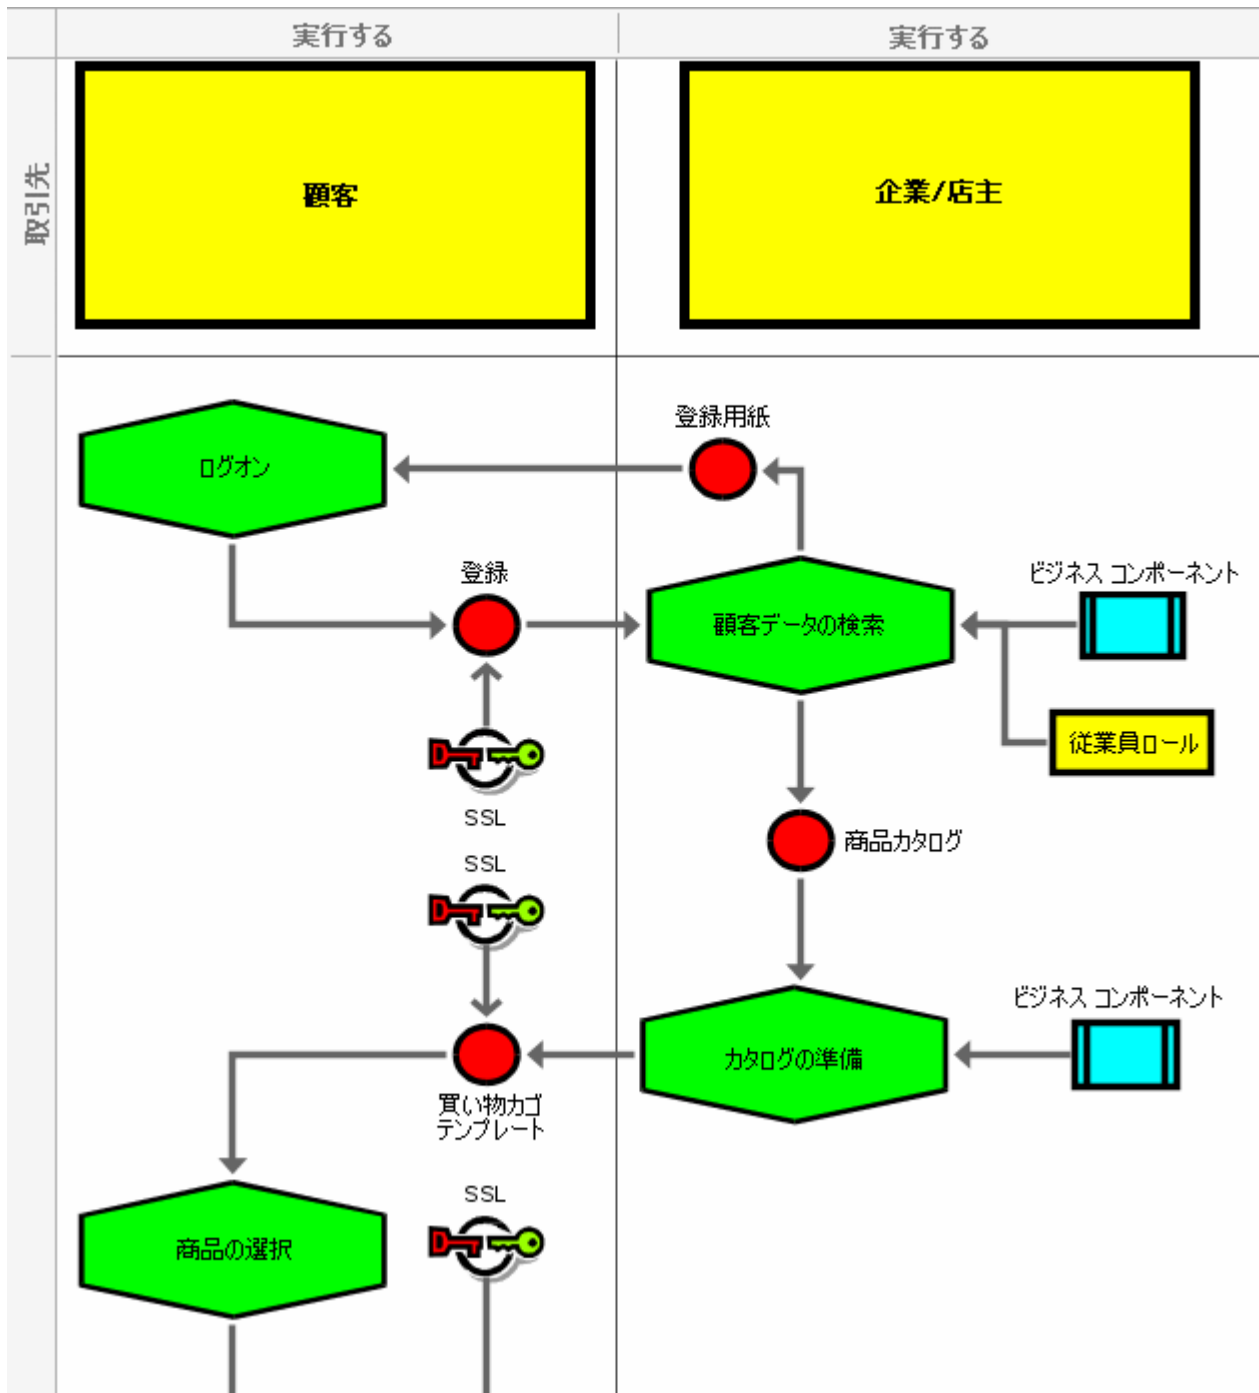 実行する
実行する
取引先
顧客
企業/店主
登録用紙
ログオン
登録
ビジネス コンポーネント
顧客データの検索
従業員ロール
SSL
商品カタログ
SSL
ビジネス コンポーネント
カタログの準備
買い物カゴ
テンプレート
SSL
商品の選択